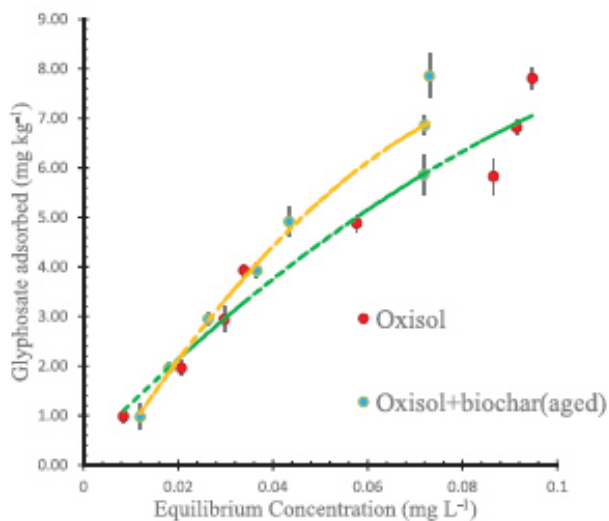 9.00
8.00
7.00
6.00
5.00
4.00
3.00
2.00
1.00
0.00
Glyphosate adsorbed (mg kg⁻¹)
Oxisol
Oxisol+biochar(aged)
0 0.02 0.04 0.06 0.08 0.1
Equilibrium Concentration (mg L⁻¹)